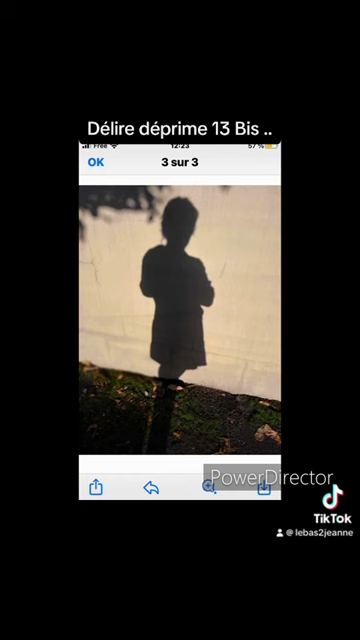 Délire déprime 13 Bis ..
Free 12:23 57 %
OK 3 sur 3
PowerDirector
TikTok
@ lebas2jeanne